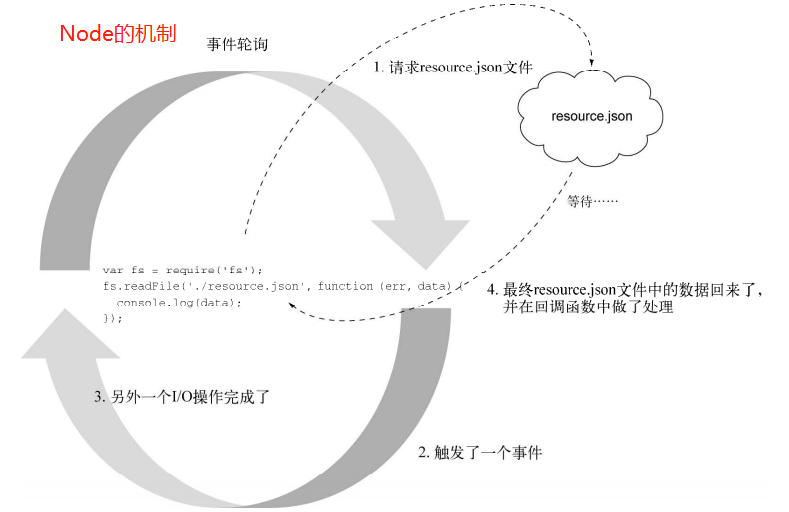 Node的机制
事件轮询
1. 请求resource.json文件
resource.json
等待……
var fs = require('fs');
fs.readFile('./resource.json', function (err, data) {
console.log(data);
});
4. 最终resource.json文件中的数据回来了，
并在回调函数中做了处理
3. 另外一个I/O操作完成了
2. 触发了一个事件